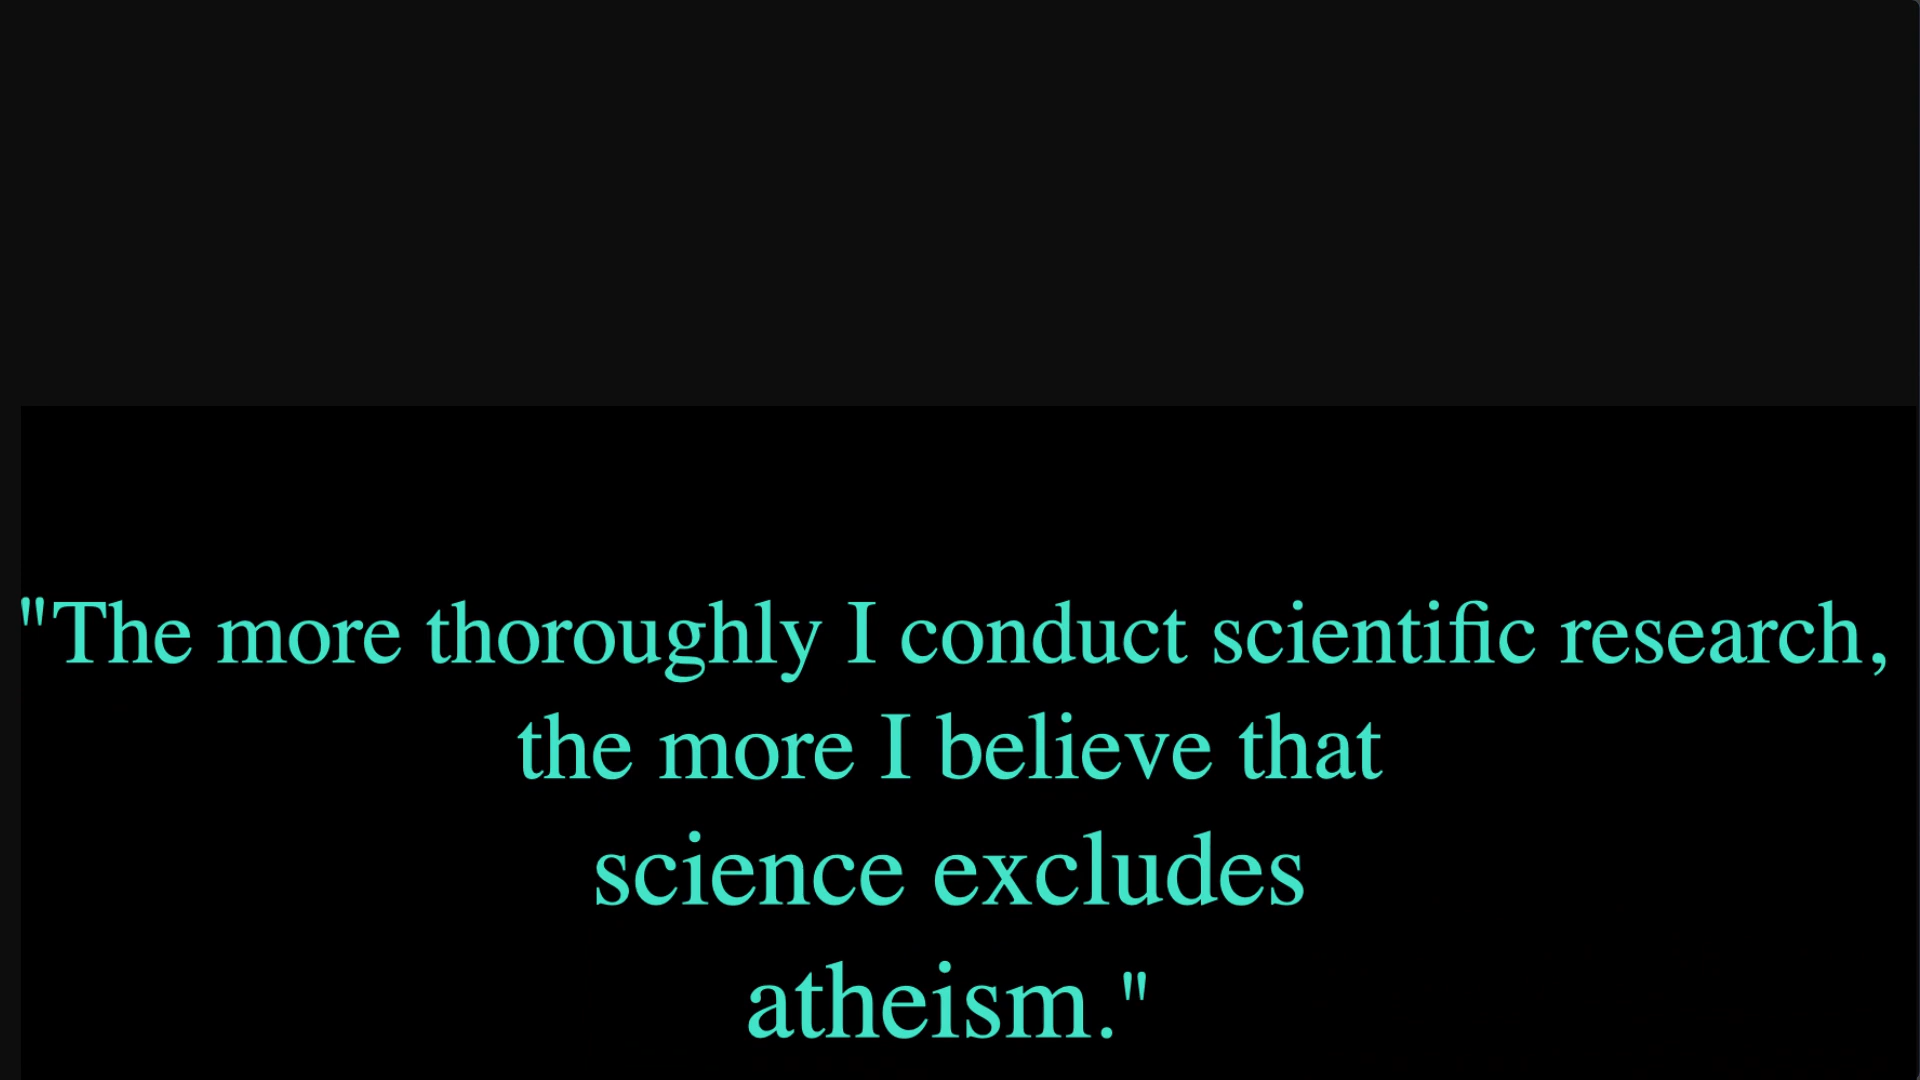 "The more thoroughly I conduct scientific research,
the more I believe that
science excludes
atheism."